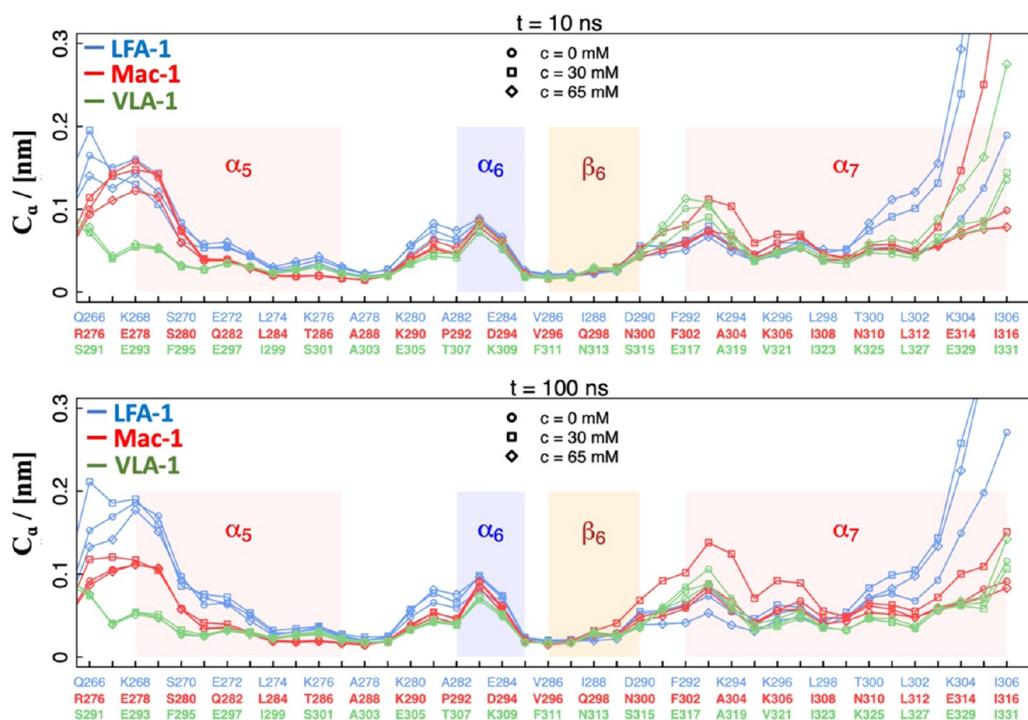 t = 10 ns
0.3
LFA-1
Mac-1
VLA-1
c = 0 mM
c = 30 mM
c = 65 mM
Cα / [nm]
0.2
0.1
0
α5
α6
β6
α7
Q266 K268 S270 E272 L274 K276 A278 K280 A282 E284 V286 I288 D290 F292 K294 K296 L298 T300 L302 K304 I306
R276 E278 S280 Q282 L284 T286 A288 K290 P292 D294 V296 Q298 N300 F302 A304 K306 I308 N310 L312 E314 I316
S291 E293 F295 E297 I299 S301 A303 E305 T307 K309 F311 N313 S315 E317 A319 V321 I323 K325 L327 E329 I331
t = 100 ns
0.3
LFA-1
Mac-1
VLA-1
c = 0 mM
c = 30 mM
c = 65 mM
Cα / [nm]
0.2
0.1
0
α5
α6
β6
α7
Q266 K268 S270 E272 L274 K276 A278 K280 A282 E284 V286 I288 D290 F292 K294 K296 L298 T300 L302 K304 I306
R276 E278 S280 Q282 L284 T286 A288 K290 P292 D294 V296 Q298 N300 F302 A304 K306 I308 N310 L312 E314 I316
S291 E293 F295 E297 I299 S301 A303 E305 T307 K309 F311 N313 S315 E317 A319 V321 I323 K325 L327 E329 I331